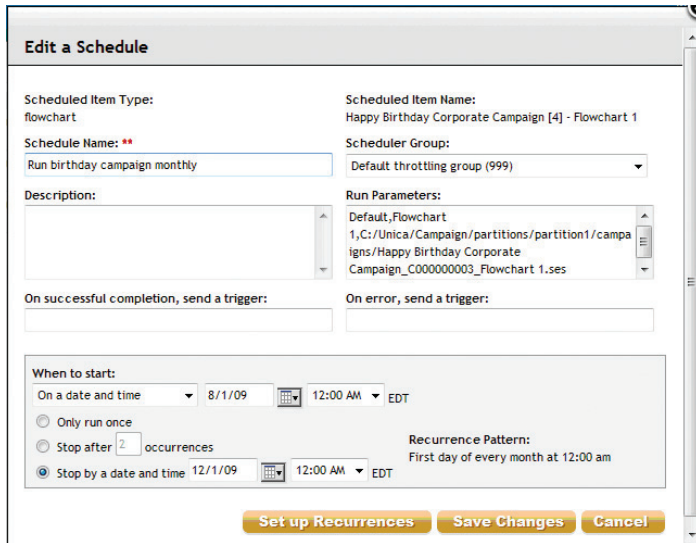 Edit a Schedule
Scheduled Item Type:
flowchart
Scheduled Item Name:
Happy Birthday Corporate Campaign [4] - Flowchart 1
Schedule Name: **
Run birthday campaign monthly
Scheduler Group:
Default throttling group (999)
Description:
Run Parameters:
Default,Flowchart
1,C:/Unica/Campaign/partitions/partition1/campa
igns/Happy Birthday Corporate
Campaign_C000000003_Flowchart 1.ses
On successful completion, send a trigger:
On error, send a trigger:
When to start:
On a date and time 8/1/09 12:00 AM EDT
Only run once
Stop after 2 occurrences
Stop by a date and time 12/1/09 12:00 AM EDT
Recurrence Pattern:
First day of every month at 12:00 am
Set up Recurrences Save Changes Cancel